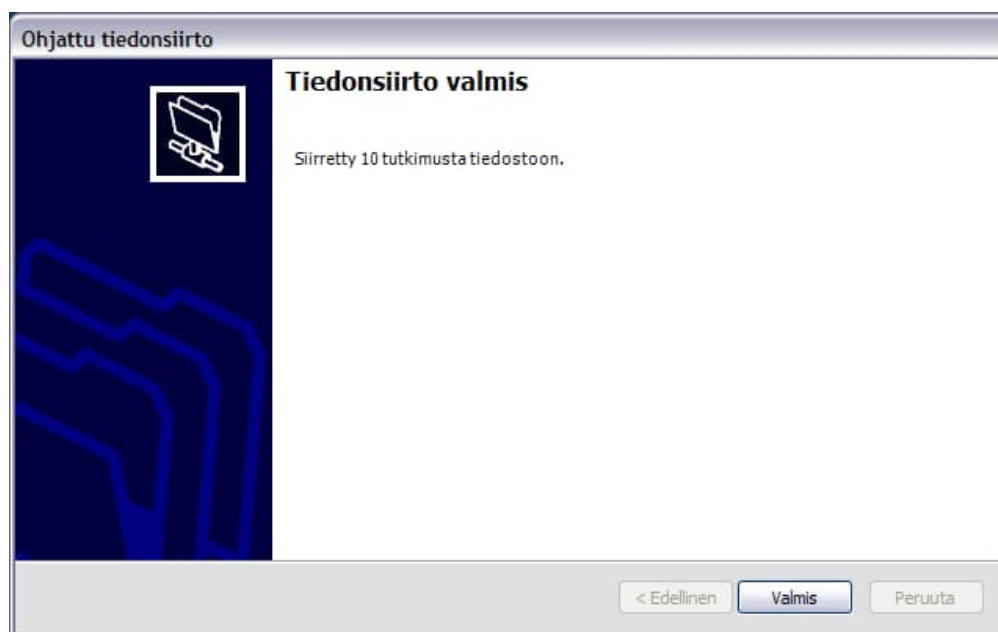 Ohjattu tiedonsiirto
Tiedonsiirto valmis
Siirretty 10 tutkimusta tiedostoon.
< Edellinen
Valmis
Peruuta